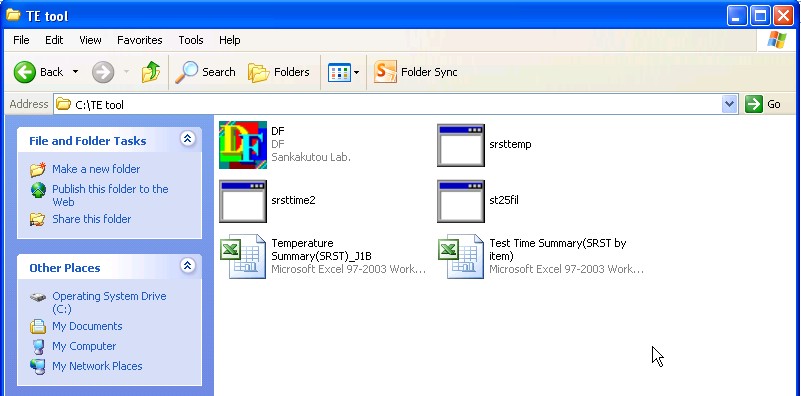 TE tool
File Edit View Favorites Tools Help
Back Search Folders Folder Sync
Address C:\TE tool Go
File and Folder Tasks
Make a new folder
Publish this folder to the
Web
Share this folder
Other Places
Operating System Drive
(C:)
My Documents
My Computer
My Network Places
DF
DF
Sankakutou Lab.
srsttemp
srsttime2
st25fil
Temperature
Summary(SRST)_J1B
Microsoft Excel 97-2003 Work...
Test Time Summary(SRST by
item)
Microsoft Excel 97-2003 Work...